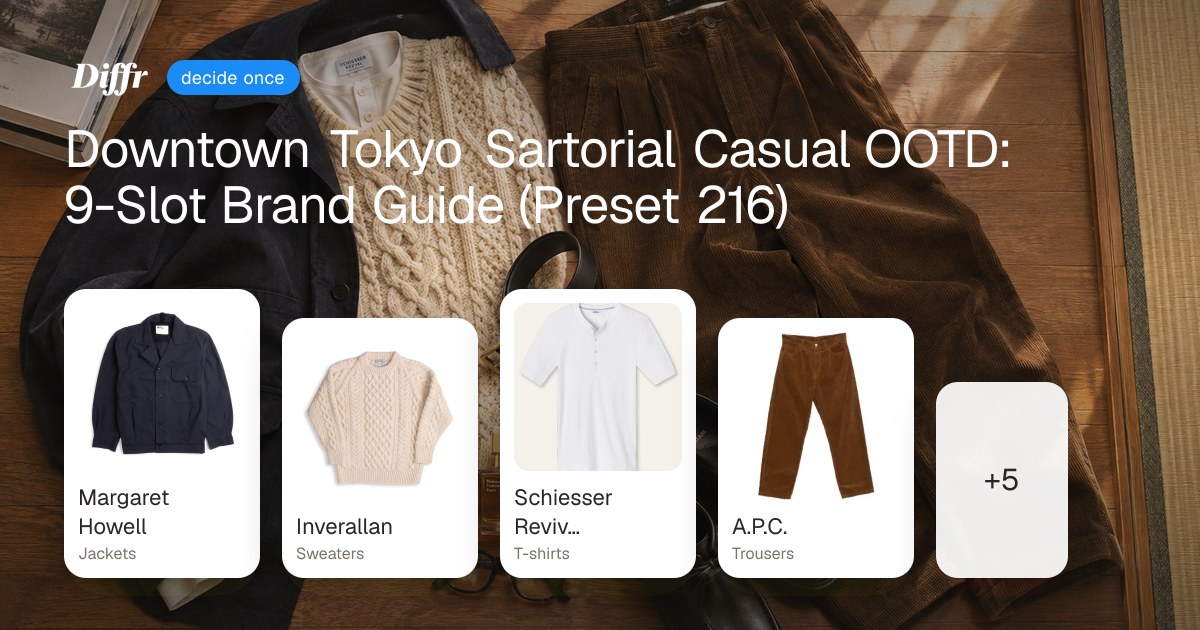 Diffr decide once
Downtown Tokyo Sartorial Casual OOTD:
9-Slot Brand Guide (Preset 216)
Margaret
Howell
Jackets
Inverallan
Sweaters
Schiesser
Reviv...
T-shirts
A.P.C.
Trousers
+5